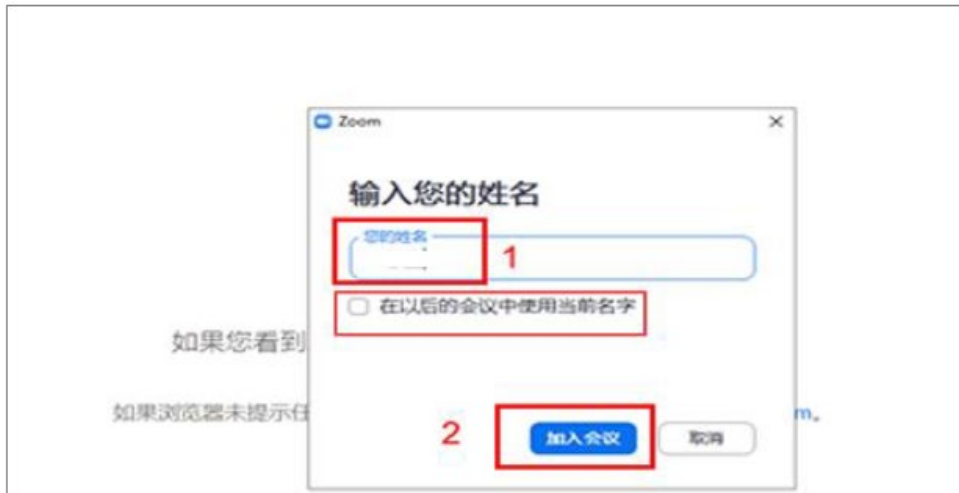 Zoom
输入您的姓名
您的姓名
1
在以后的会议中使用当前名字
如果您看到
如果浏览器未提示任
m。
2
加入会议
取消